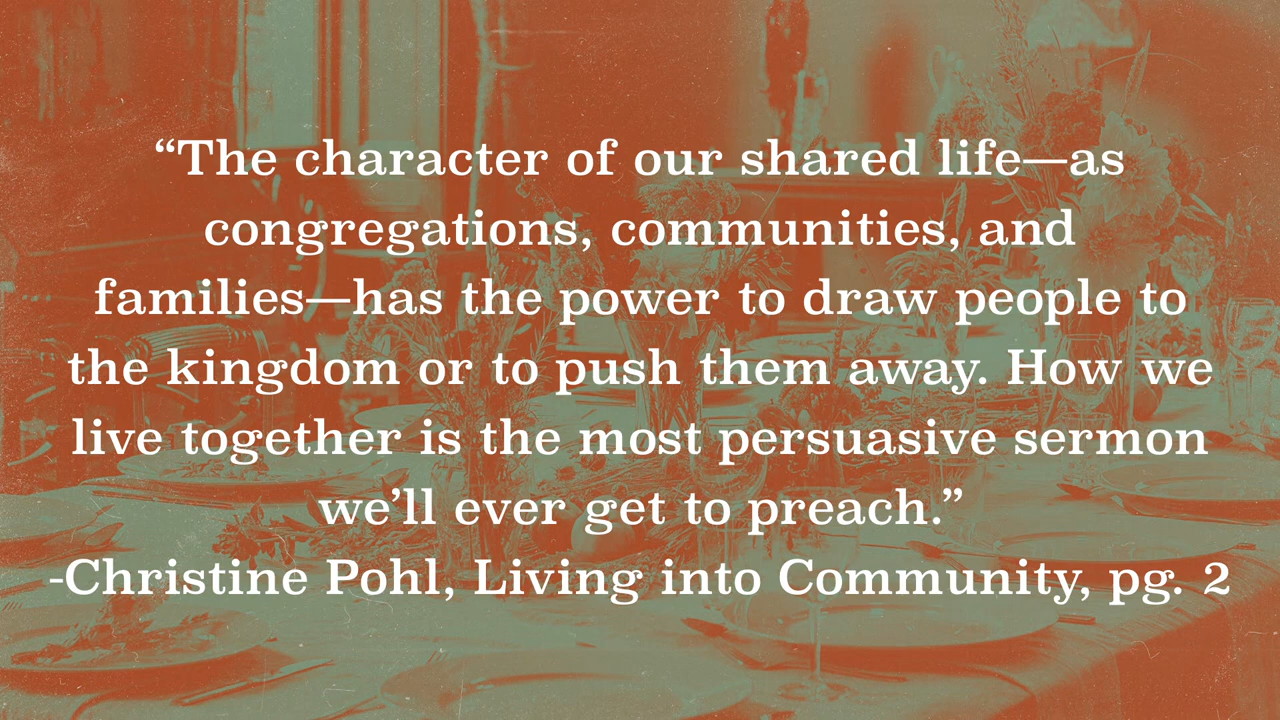 “The character of our shared life—as
congregations, communities, and
families—has the power to draw people to
the kingdom or to push them away. How we
live together is the most persuasive sermon
we’ll ever get to preach.”
-Christine Pohl, Living into Community, pg. 2